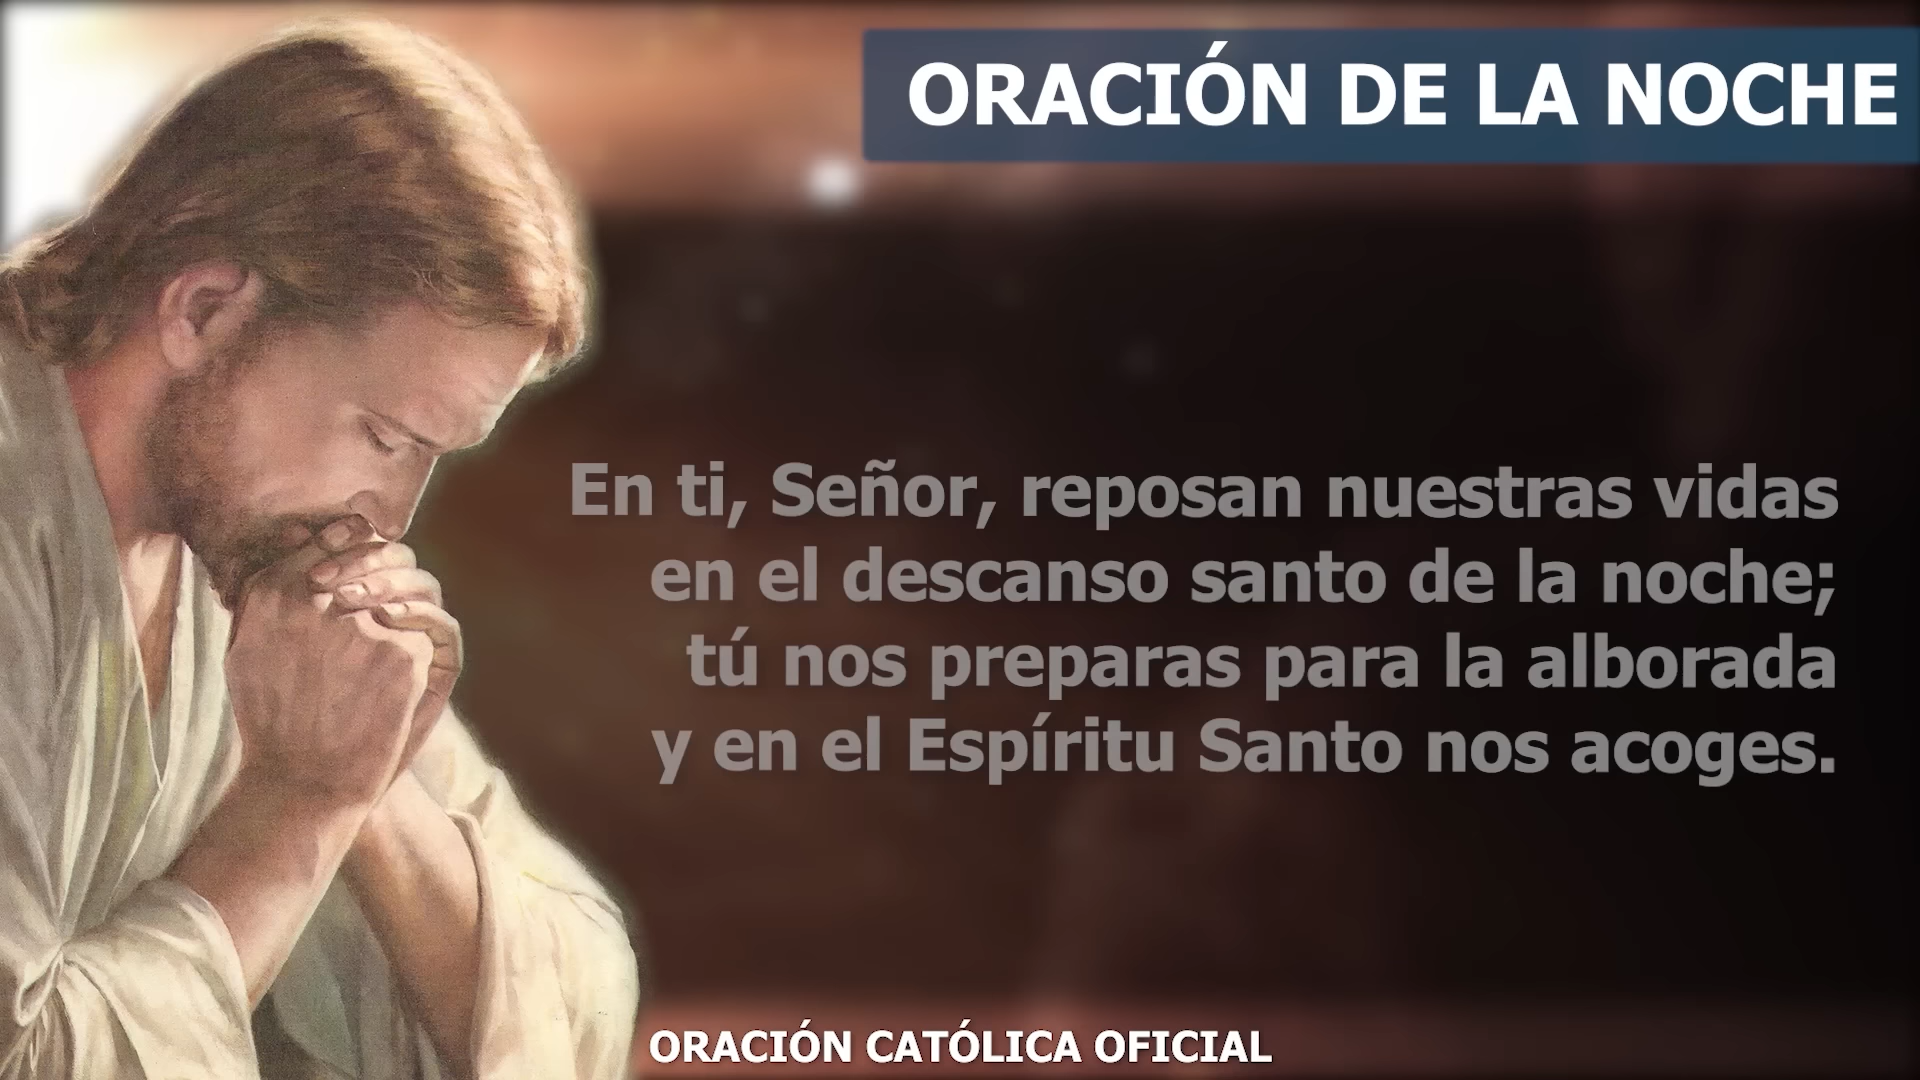 ORACIÓN DE LA NOCHE
En ti, Señor, reposan nuestras vidas
en el descanso santo de la noche;
tú nos preparas para la alborada
y en el Espíritu Santo nos acoges.
ORACIÓN CATÓLICA OFICIAL